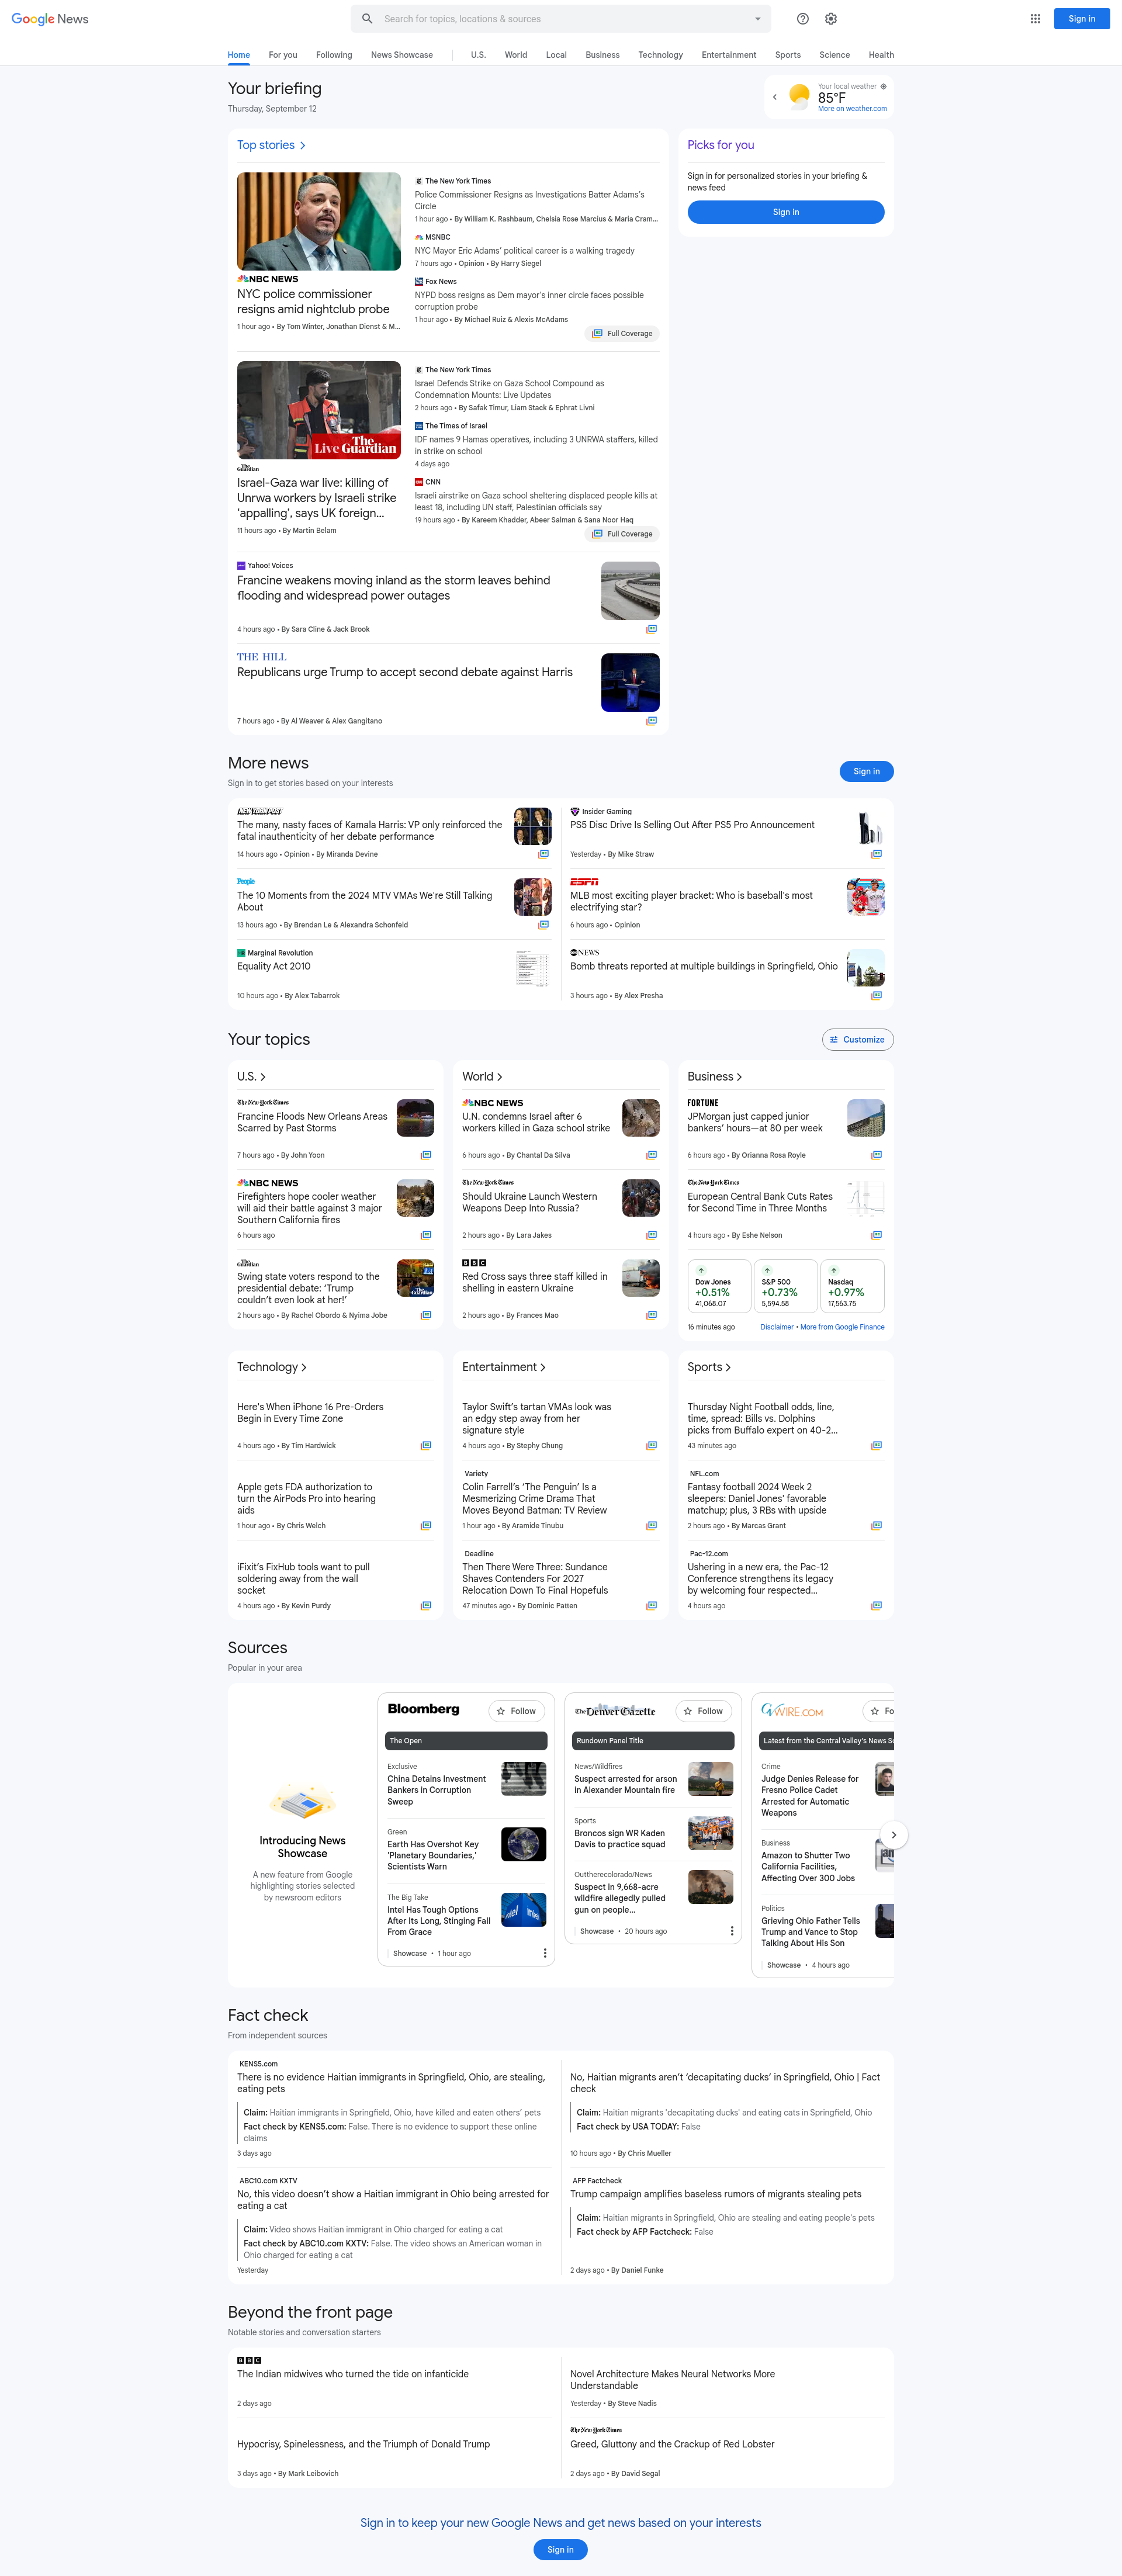 Google News
Search for topics, locations & sources
Sign in
Home For you Following News Showcase U.S. World Local Business Technology Entertainment Sports Science Health
Your briefing
Thursday, September 12
Your local weather
85°F
More on weather.com
Top stories
NBC NEWS
NYC police commissioner
resigns amid nightclub probe
1 hour ago • By Tom Winter, Jonathan Dienst & M...
The New York Times
Police Commissioner Resigns as Investigations Batter Adams's
Circle
1 hour ago • By William K. Rashbaum, Chelsia Rose Marcius & Maria Cram...
MSNBC
NYC Mayor Eric Adams' political career is a walking tragedy
7 hours ago • Opinion • By Harry Siegel
Fox News
NYPD boss resigns as Dem mayor's inner circle faces possible
corruption probe
1 hour ago • By Michael Ruiz & Alexis McAdams
Full Coverage
Picks for you
Sign in for personalized stories in your briefing &
news feed
Sign in
Live The Guardian
The Guardian
Israel-Gaza war live: killing of
Unrwa workers by Israeli strike
'appalling', says UK foreign...
11 hours ago • By Martin Belam
The New York Times
Israel Defends Strike on Gaza School Compound as
Condemnation Mounts: Live Updates
2 hours ago • By Safak Timur, Liam Stack & Ephrat Livni
The Times of Israel
IDF names 9 Hamas operatives, including 3 UNRWA staffers, killed
in strike on school
4 days ago
CNN
Israeli airstrike on Gaza school sheltering displaced people kills at
least 18, including UN staff, Palestinian officials say
19 hours ago • By Kareem Khadder, Abeer Salman & Sana Noor Haq
Full Coverage
Yahoo! Voices
Francine weakens moving inland as the storm leaves behind
flooding and widespread power outages
4 hours ago • By Sara Cline & Jack Brook
THE HILL
Republicans urge Trump to accept second debate against Harris
7 hours ago • By Al Weaver & Alex Gangitano
More news
Sign in to get stories based on your interests
Sign in
NEW YORK POST
The many, nasty faces of Kamala Harris: VP only reinforced the
fatal inauthenticity of her debate performance
14 hours ago • Opinion • By Miranda Devine
Insider Gaming
PS5 Disc Drive Is Selling Out After PS5 Pro Announcement
Yesterday • By Mike Straw
People
The 10 Moments from the 2024 MTV VMAs We're Still Talking
About
13 hours ago • By Brendan Le & Alexandra Schonfeld
ESPN
MLB most exciting player bracket: Who is baseball's most
electrifying star?
6 hours ago • Opinion
Marginal Revolution
Equality Act 2010
10 hours ago • By Alex Tabarrok
abc NEWS
Bomb threats reported at multiple buildings in Springfield, Ohio
3 hours ago • By Alex Presha
Your topics
Customize
U.S.
The New York Times
Francine Floods New Orleans Areas
Scarred by Past Storms
7 hours ago • By John Yoon
NBC NEWS
Firefighters hope cooler weather
will aid their battle against 3 major
Southern California fires
6 hours ago
The Guardian
Swing state voters respond to the
presidential debate: 'Trump
couldn't even look at her!'
2 hours ago • By Rachel Obordo & Nyima Jobe
World
NBC NEWS
U.N. condemns Israel after 6
workers killed in Gaza school strike
6 hours ago • By Chantal Da Silva
The New York Times
Should Ukraine Launch Western
Weapons Deep Into Russia?
2 hours ago • By Lara Jakes
BBC
Red Cross says three staff killed in
shelling in eastern Ukraine
2 hours ago • By Frances Mao
Business
FORTUNE
JPMorgan just capped junior
bankers' hours—at 80 per week
6 hours ago • By Orianna Rosa Royle
The New York Times
European Central Bank Cuts Rates
for Second Time in Three Months
4 hours ago • By Eshe Nelson
Dow Jones
+0.51%
41,068.07
S&P 500
+0.73%
5,594.58
Nasdaq
+0.97%
17,563.75
16 minutes ago Disclaimer • More from Google Finance
Technology
Here's When iPhone 16 Pre-Orders
Begin in Every Time Zone
4 hours ago • By Tim Hardwick
Apple gets FDA authorization to
turn the AirPods Pro into hearing
aids
1 hour ago • By Chris Welch
iFixit's FixHub tools want to pull
soldering away from the wall
socket
4 hours ago • By Kevin Purdy
Entertainment
Taylor Swift's tartan VMAs look was
an edgy step away from her
signature style
4 hours ago • By Stephy Chung
Variety
Colin Farrell's 'The Penguin' Is a
Mesmerizing Crime Drama That
Moves Beyond Batman: TV Review
1 hour ago • By Aramide Tinubu
Deadline
Then There Were Three: Sundance
Shaves Contenders For 2027
Relocation Down To Final Hopefuls
47 minutes ago • By Dominic Patten
Sports
Thursday Night Football odds, line,
time, spread: Bills vs. Dolphins
picks from Buffalo expert on 40-2...
43 minutes ago
NFL.com
Fantasy football 2024 Week 2
sleepers: Daniel Jones' favorable
matchup; plus, 3 RBs with upside
2 hours ago • By Marcas Grant
Pac-12.com
Ushering in a new era, the Pac-12
Conference strengthens its legacy
by welcoming four respected...
4 hours ago
Sources
Popular in your area
Introducing News
Showcase
A new feature from Google
highlighting stories selected
by newsroom editors
Bloomberg
Follow
The Open
Exclusive
China Detains Investment
Bankers in Corruption
Sweep
Green
Earth Has Overshot Key
'Planetary Boundaries,'
Scientists Warn
The Big Take
Intel Has Tough Options
After Its Long, Stinging Fall
From Grace
intel
Showcase • 1 hour ago
The Denver Gazette
Follow
Rundown Panel Title
News/Wildfires
Suspect arrested for arson
in Alexander Mountain fire
Sports
Broncos sign WR Kaden
Davis to practice squad
Outtherecolorado/News
Suspect in 9,668-acre
wildfire allegedly pulled
gun on people...
Showcase • 20 hours ago
GVWIRE.COM
Fo
Latest from the Central Valley's News So
Crime
Judge Denies Release for
Fresno Police Cadet
Arrested for Automatic
Weapons
Business
Amazon to Shutter Two
California Facilities,
Affecting Over 300 Jobs
Politics
Grieving Ohio Father Tells
Trump and Vance to Stop
Talking About His Son
Showcase • 4 hours ago
Fact check
From independent sources
KENS5.com
There is no evidence Haitian immigrants in Springfield, Ohio, are stealing,
eating pets
Claim: Haitian immigrants in Springfield, Ohio, have killed and eaten others' pets
Fact check by KENS5.com: False. There is no evidence to support these online
claims
3 days ago
No, Haitian migrants aren't 'decapitating ducks' in Springfield, Ohio | Fact
check
Claim: Haitian migrants 'decapitating ducks' and eating cats in Springfield, Ohio
Fact check by USA TODAY: False
10 hours ago • By Chris Mueller
ABC10.com KXTV
No, this video doesn't show a Haitian immigrant in Ohio being arrested for
eating a cat
Claim: Video shows Haitian immigrant in Ohio charged for eating a cat
Fact check by ABC10.com KXTV: False. The video shows an American woman in
Ohio charged for eating a cat
Yesterday
AFP Factcheck
Trump campaign amplifies baseless rumors of migrants stealing pets
Claim: Haitian migrants in Springfield, Ohio are stealing and eating people's pets
Fact check by AFP Factcheck: False
2 days ago • By Daniel Funke
Beyond the front page
Notable stories and conversation starters
BBC
The Indian midwives who turned the tide on infanticide
2 days ago
Novel Architecture Makes Neural Networks More
Understandable
Yesterday • By Steve Nadis
Hypocrisy, Spinelessness, and the Triumph of Donald Trump
3 days ago • By Mark Leibovich
The New York Times
Greed, Gluttony and the Crackup of Red Lobster
2 days ago • By David Segal
Sign in to keep your new Google News and get news based on your interests
Sign in